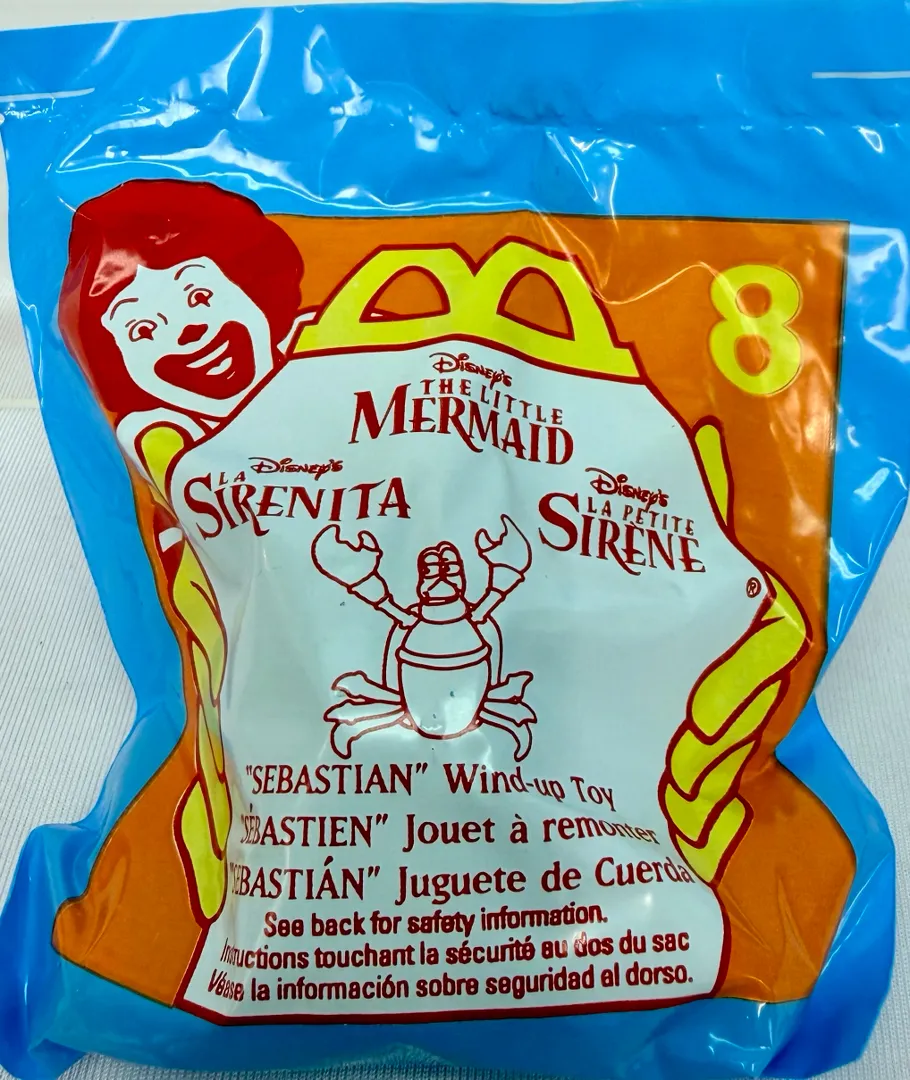 8
Disney's
THE LITTLE
MERMAID
Disney's
LA
SIRENITA
Disney's
LA PETITE
SIRÈNE
®
"SEBASTIAN" Wind-up Toy
"SÉBASTIEN" Jouet à remonter
"SEBASTIÁN" Juguete de Cuerda
See back for safety information.
Instructions touchant la sécurité au dos du sac
Véase la información sobre seguridad al dorso.